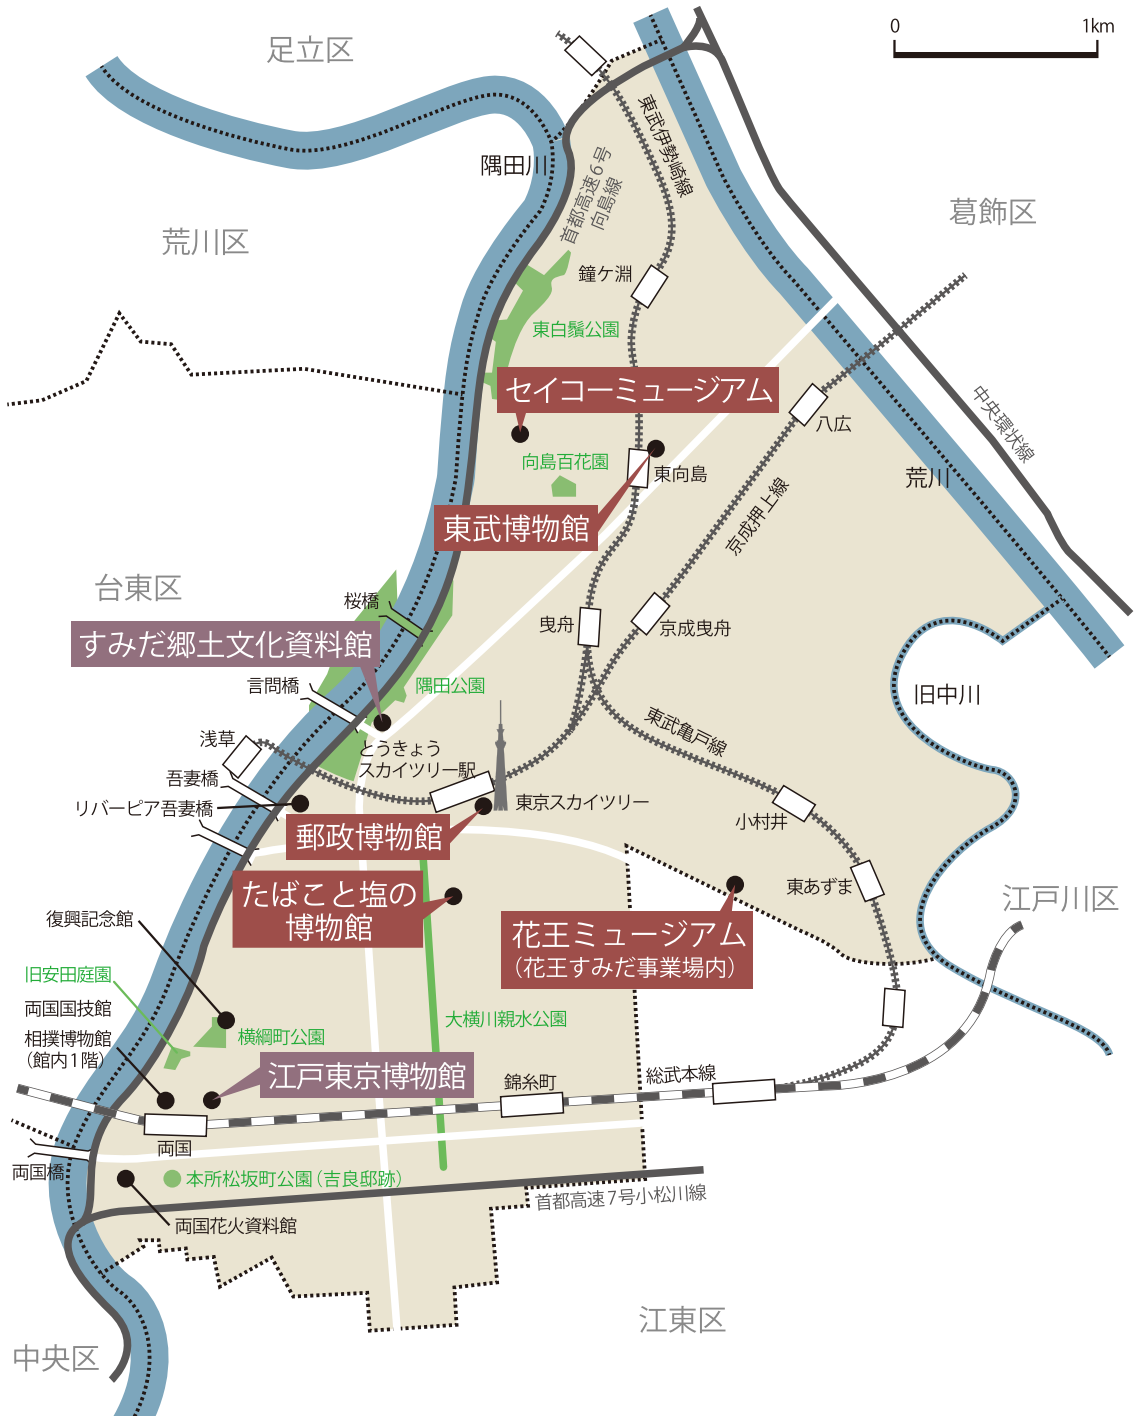 0
1km
足立区
隅田川
東武伊勢崎線
首都高速6号
向島線
葛飾区
荒川区
鐘ケ淵
東白鬚公園
セイコーミュージアム
中央環状線
八広
向島百花園
東向島
荒川
京成押上線
東武博物館
台東区
桜橋
曳舟
京成曳舟
すみだ郷土文化資料館
言問橋
隅田公園
旧中川
浅草
とうきょう
スカイツリー駅
東武亀戸線
吾妻橋
リバーピア吾妻橋
東京スカイツリー
小村井
郵政博物館
たばこと塩の
博物館
東あずま
江戸川区
復興記念館
花王ミュージアム
(花王すみだ事業場内)
旧安田庭園
両国国技館
相撲博物館
(館内1階)
横綱町公園
大横川親水公園
江戸東京博物館
錦糸町
総武本線
両国
両国橋
本所松坂町公園(吉良邸跡)
首都高速7号小松川線
両国花火資料館
江東区
中央区